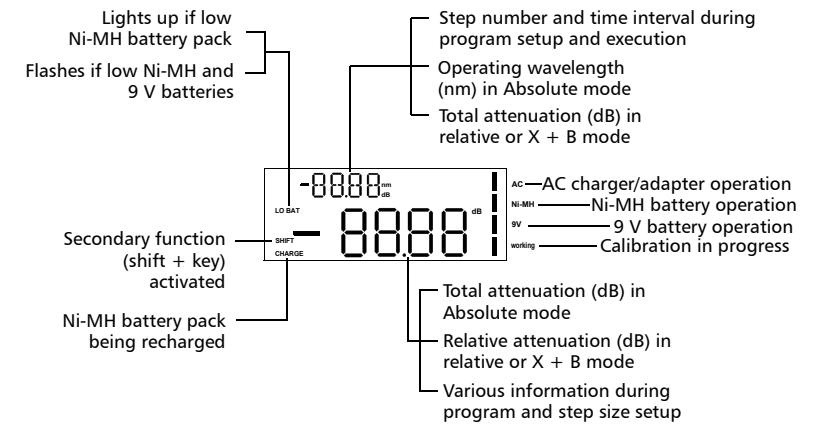 Lights up if low
Ni-MH battery pack
Flashes if low Ni-MH and
9 V batteries
Step number and time interval during
program setup and execution
Operating wavelength
(nm) in Absolute mode
Total attenuation (dB) in
relative or X + B mode
-88.88 nm
dB
LO BAT
-88.88 dB
SHIFT
CHARGE
AC
Ni-MH
9V
working
AC charger/adapter operation
Ni-MH battery operation
9 V battery operation
Calibration in progress
Secondary function
(shift + key)
activated
Ni-MH battery pack
being recharged
Total attenuation (dB) in
Absolute mode
Relative attenuation (dB) in
relative or X + B mode
Various information during
program and step size setup